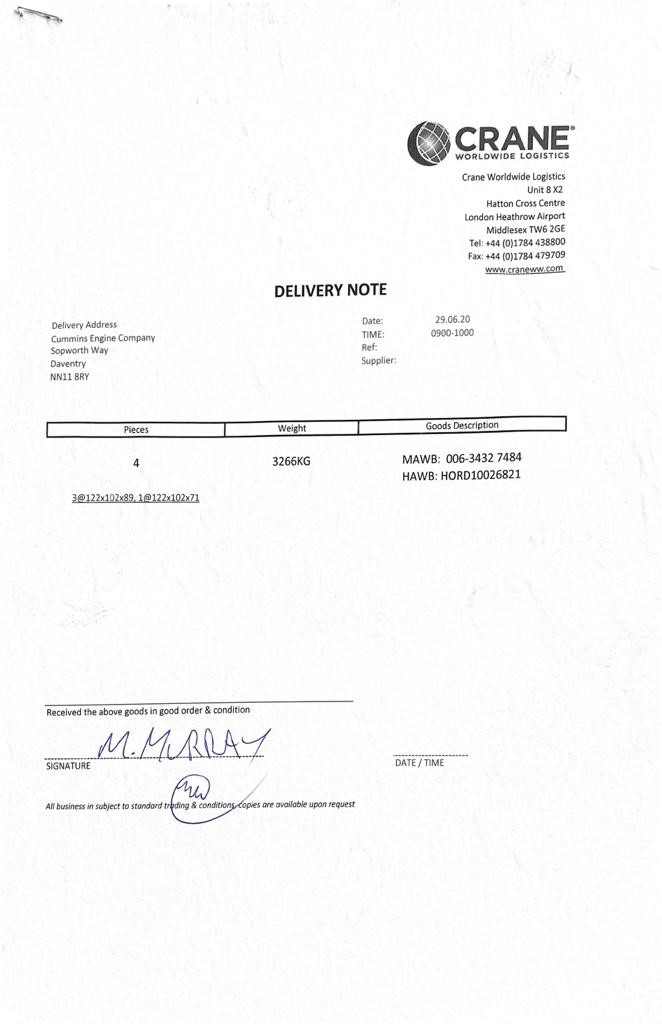 CRANE
WORLDWIDE LOGISTICS
Crane Worldwide Logistics
Unit 8 X2
Hatton Cross Centre
London Heathrow Airport
Middlesex TW6 2GE
Tel: +44 (0)1784 438800
Fax: +44 (0)1784 479709
www.craneww.com
DELIVERY NOTE
Delivery Address
Cummins Engine Company
Sopworth Way
Daventry
NN11 8RY
Date: 29.06.20
TIME: 0900-1000
Ref:
Supplier:
Pieces Weight Goods Description
4 3266KG MAWB: 006-3432 7484
HAWB: HORD10026821
3@122x102x89, 1@122x102x71
Received the above goods in good order & condition
M. MURRAY
SIGNATURE
DATE / TIME
All business in subject to standard trading & conditions, copies are available upon request